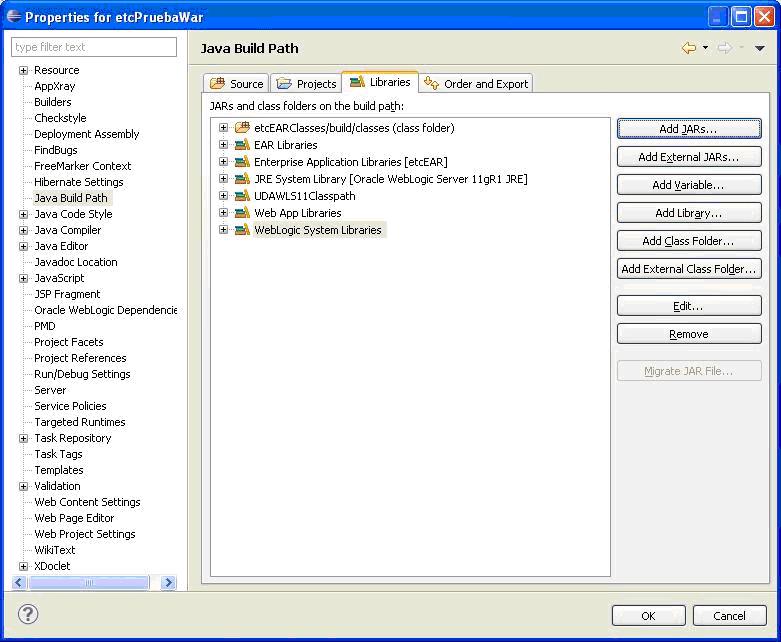 Properties for etcPruebaWar
type filter text
Resource
AppXray
Builders
Checkstyle
Deployment Assembly
FindBugs
FreeMarker Context
Hibernate Settings
Java Build Path
Java Code Style
Java Compiler
Java Editor
Javadoc Location
JavaScript
JSP Fragment
Oracle WebLogic Dependencie
PMD
Project Facets
Project References
Run/Debug Settings
Server
Service Policies
Targeted Runtimes
Task Repository
Task Tags
Templates
Validation
Web Content Settings
Web Page Editor
Web Project Settings
WikiText
XDoclet
Java Build Path
Source Projects Libraries Order and Export
JARs and class folders on the build path:
etcEARClasses/build/classes (class folder)
EAR Libraries
Enterprise Application Libraries [etcEAR]
JRE System Library [Oracle WebLogic Server 11gR1 JRE]
UDAWLS11Classpath
Web App Libraries
WebLogic System Libraries
Add JARs...
Add External JARs...
Add Variable...
Add Library...
Add Class Folder...
Add External Class Folder...
Edit...
Remove
Migrate JAR File...
?
OK Cancel